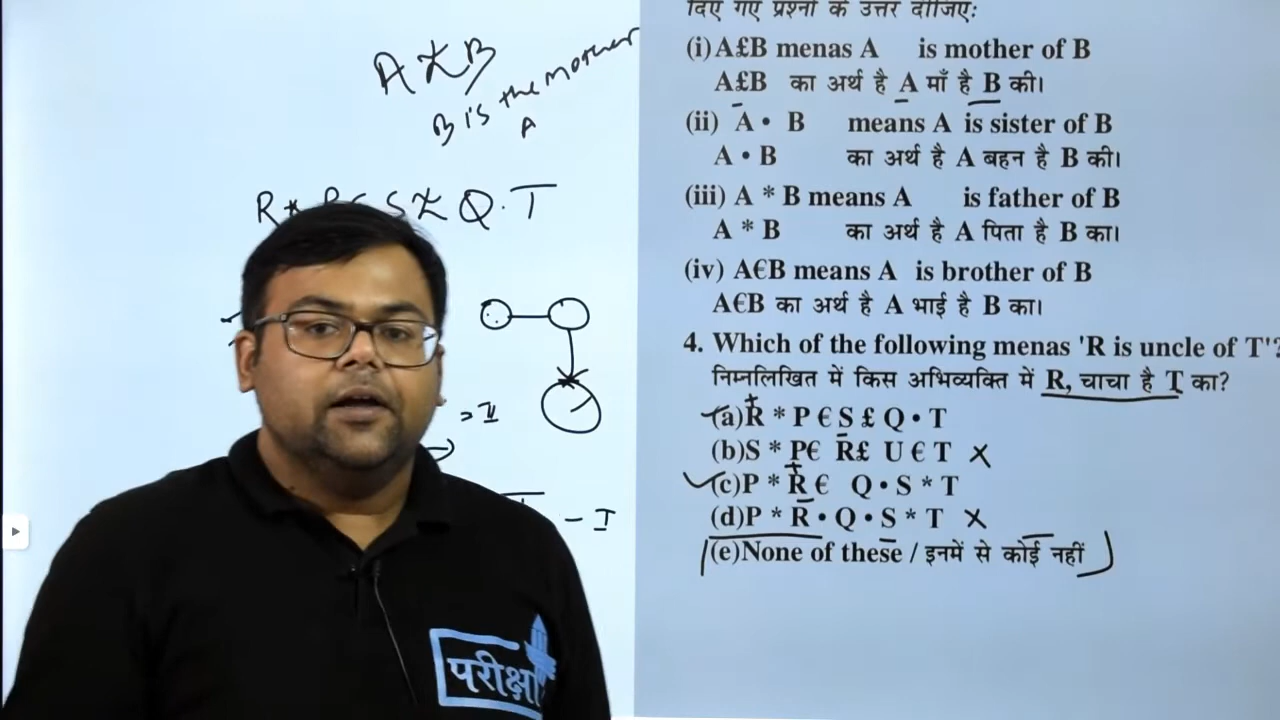 A £ B
B is the mother
A
R * P € S £ Q . T
= I
- I
परीक्षा
दिए गए प्रश्नों के उत्तर दीजिएः
(i) A£B menas A is mother of B
A£B का अर्थ है A माँ है B की।
(ii) A • B means A is sister of B
A • B का अर्थ है A बहन है B की।
(iii) A * B means A is father of B
A * B का अर्थ है A पिता है B का।
(iv) A€B means A is brother of B
A€B का अर्थ है A भाई है B का।
4. Which of the following menas 'R is uncle of T'?
निम्नलिखित में किस अभिव्यक्ति में R, चाचा है T का?
(a)R * P € S £ Q • T
(b)S * P€ R£ U € T ×
(c)P * R € Q • S * T
(d)P * R • Q • S * T ×
(e)None of these / इनमें से कोई नहीं